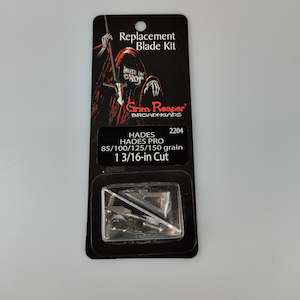 Replacement
Blade Kit
Grim Reaper
BROADHEADS
2204
HADES
HADES PRO
85/100/125/150 grain
1 3/16-in Cut